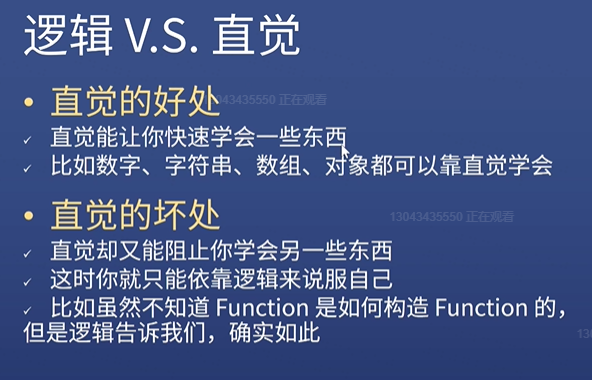 逻辑 V.S. 直觉
• 直觉的好处
13043435550 正在观看
✓ 直觉能让你快速学会一些东西
✓ 比如数字、字符串、数组、对象都可以靠直觉学会
• 直觉的坏处
13043435550 正在观看
✓ 直觉却又能阻止你学会另一些东西
✓ 这时你就只能依靠逻辑来说服自己
✓ 比如虽然不知道 Function 是如何构造 Function 的，
但是逻辑告诉我们，确实如此